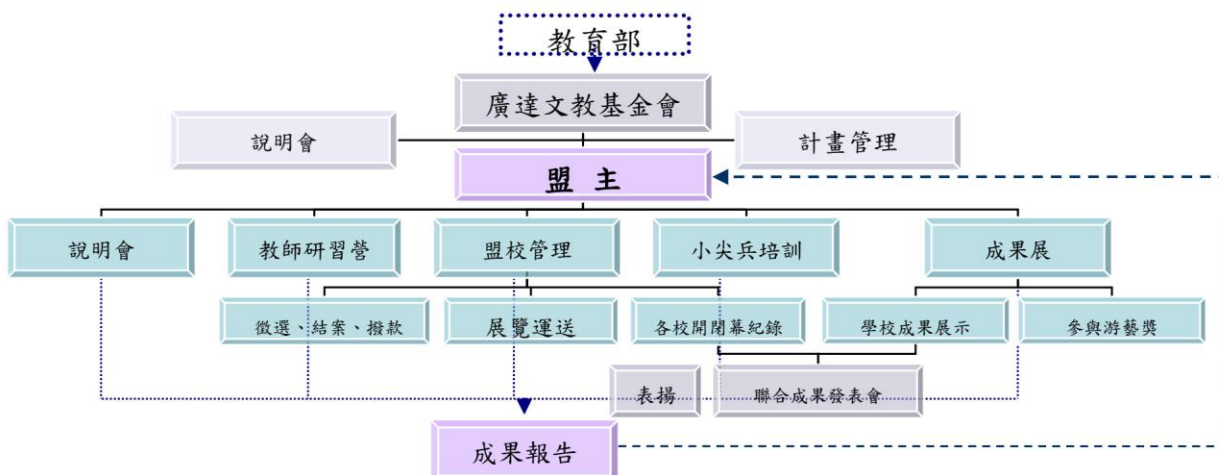 教育部
廣達文教基金會
說明會
計畫管理
盟 主
說明會
教師研習營
盟校管理
小尖兵培訓
成果展
徵選、結案、撥款
展覽運送
各校開閉幕紀錄
學校成果展示
參與游藝獎
表揚
聯合成果發表會
成果報告